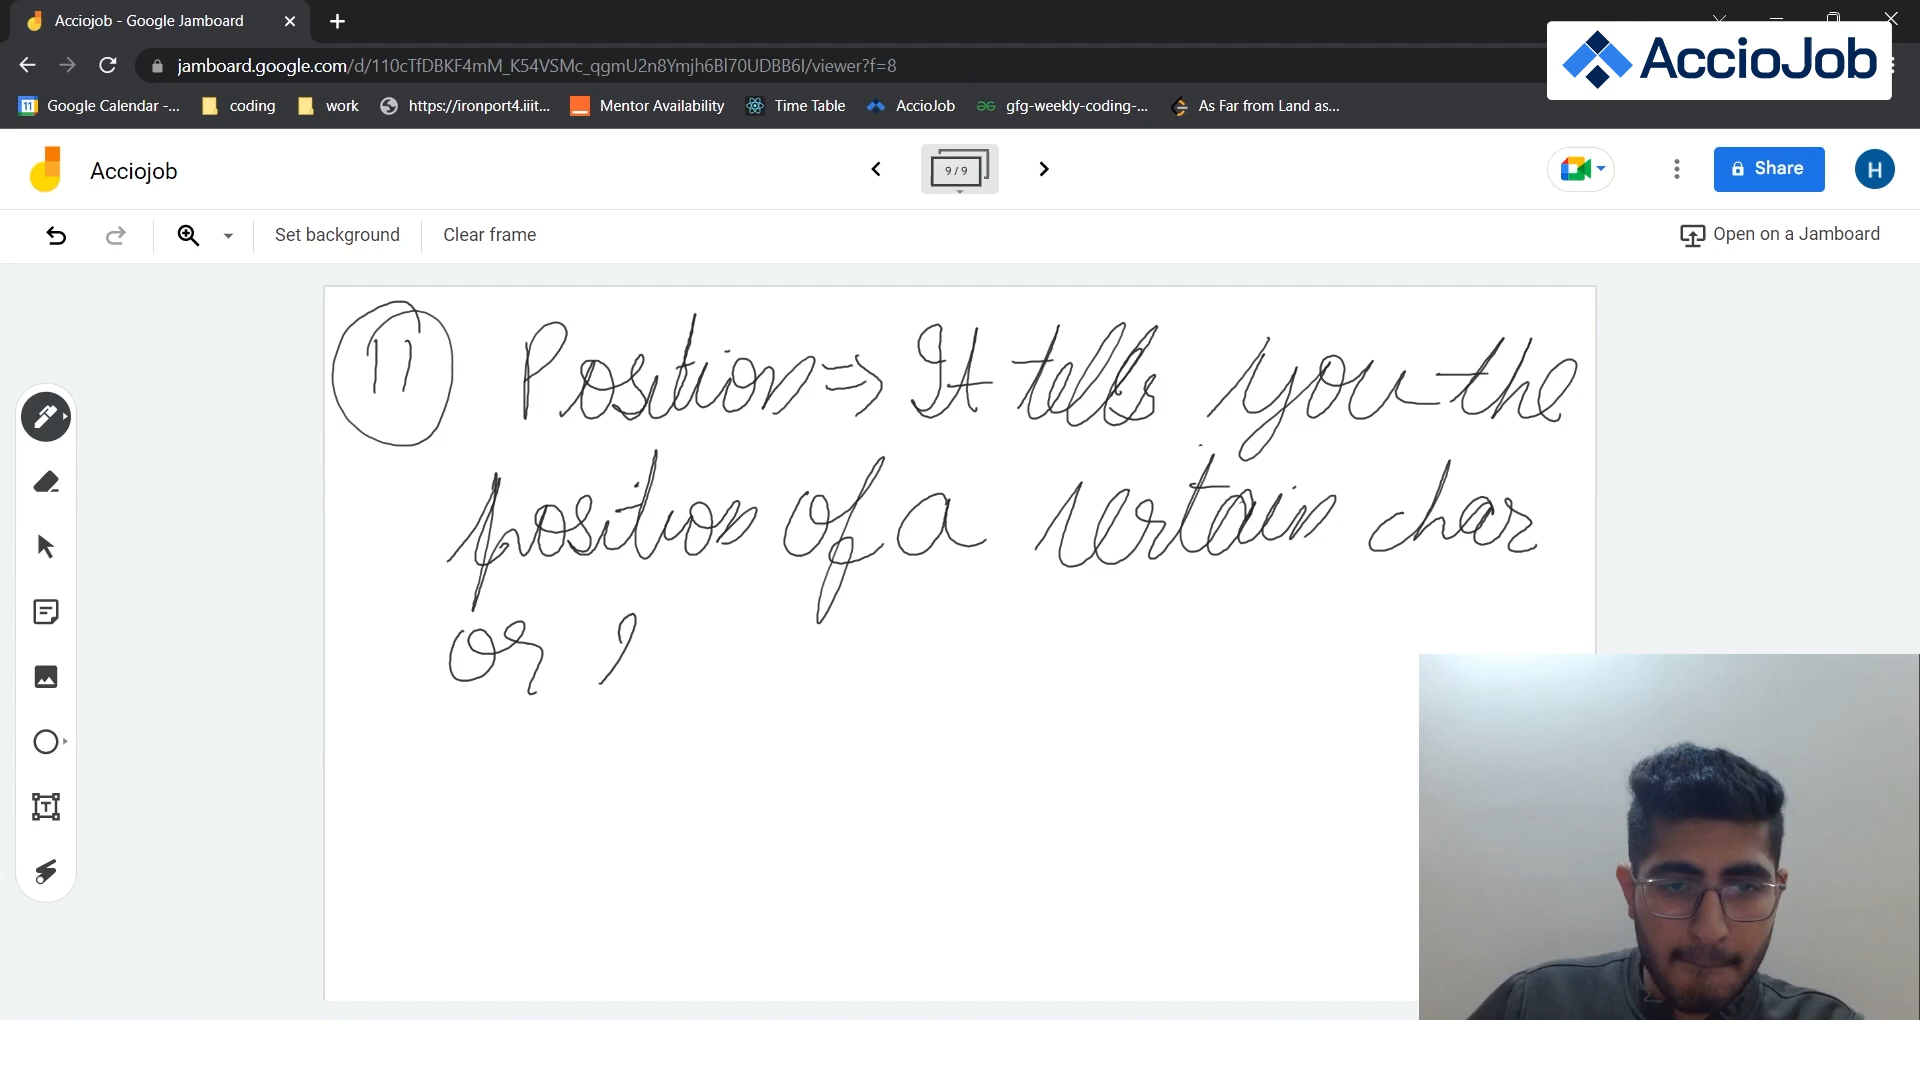 Acciojob - Google Jamboard
jamboard.google.com/d/110cTfDBKF4mM_K54VSMc_qgmU2n8Ymjh6Bl70UDBB6I/viewer?f=8
AccioJob
Google Calendar -... coding work https://ironport4.iiit... Mentor Availability Time Table AccioJob gfg-weekly-coding-... As Far from Land as...
Acciojob 9 / 9 Share H
Set background Clear frame Open on a Jamboard
11 Position => It tells you the
position of a certain char
or